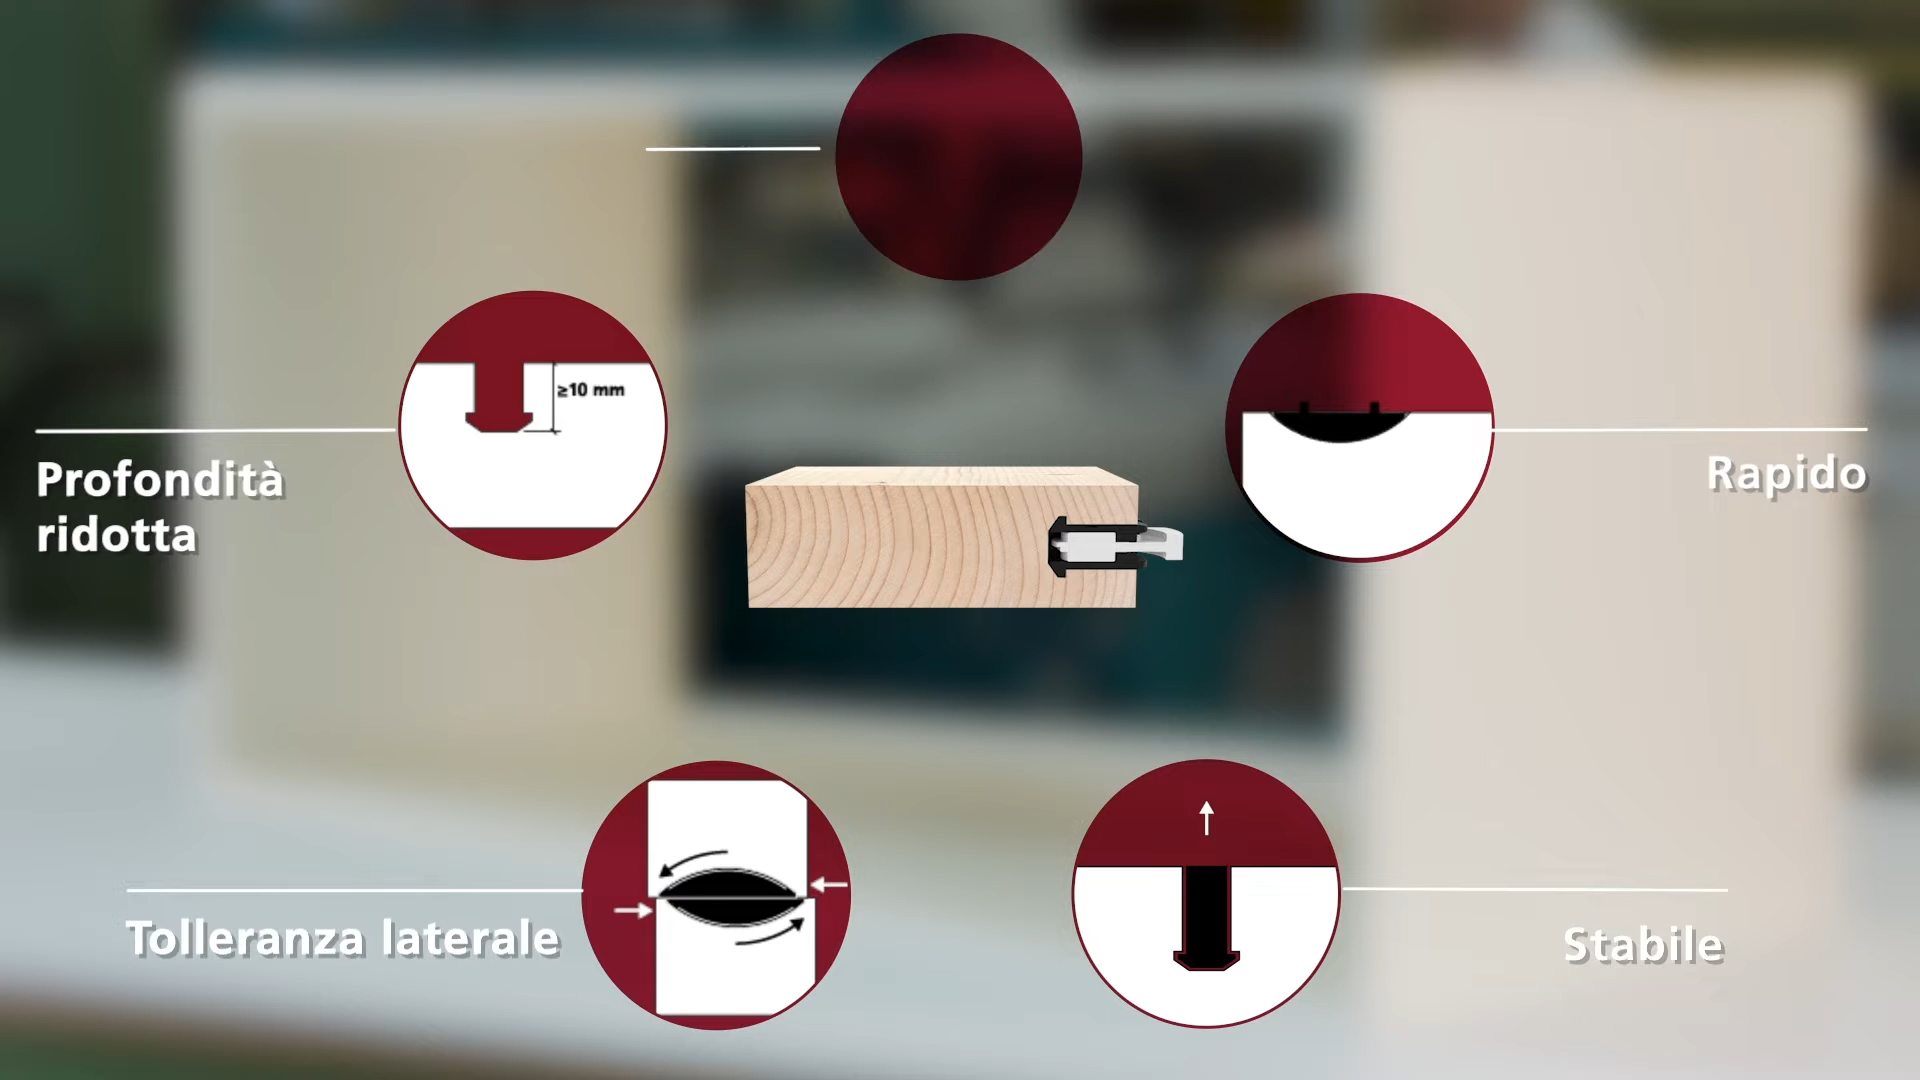 ≥10 mm
Profondità
ridotta
Rapido
Tolleranza laterale
Stabile